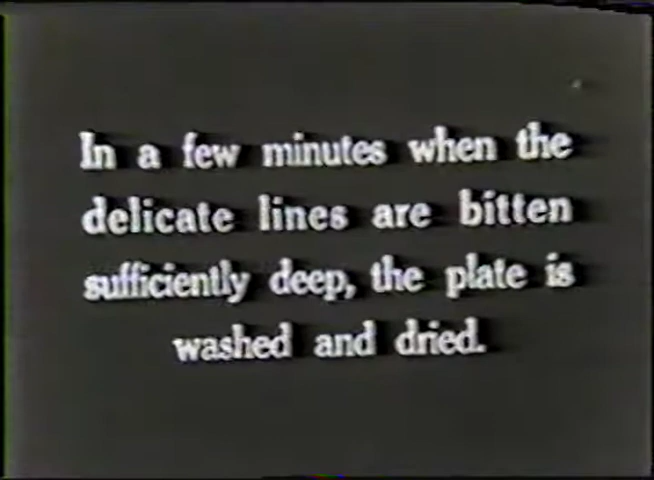 In a few minutes when the
delicate lines are bitten
sufficiently deep, the plate is
washed and dried.